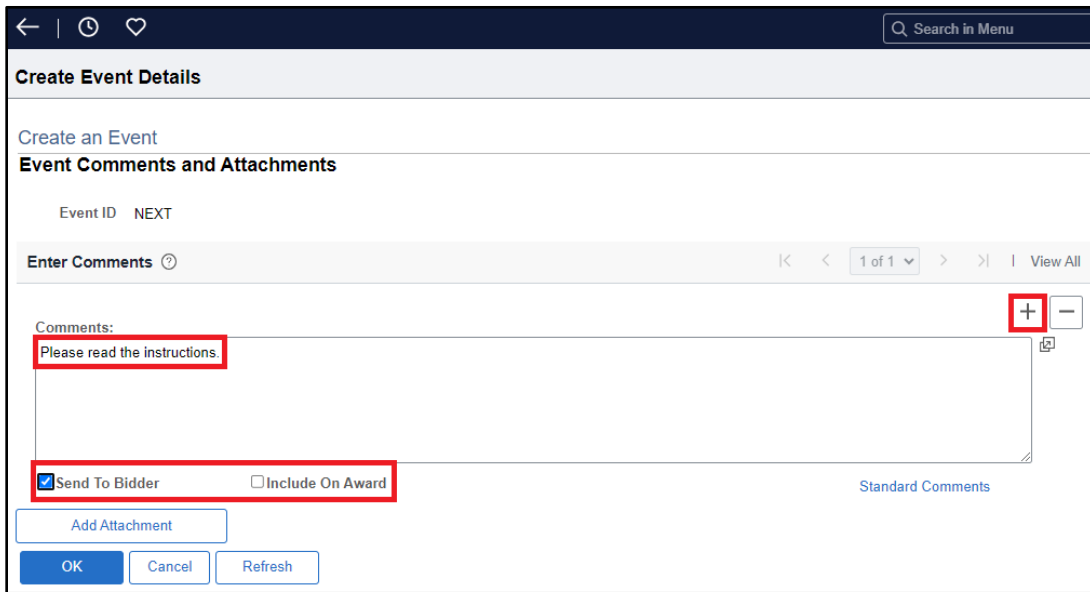 Search in Menu
Create Event Details
Create an Event
Event Comments and Attachments
Event ID NEXT
Enter Comments ? 1 of 1 | View All
Comments:
Please read the instructions.
Send To Bidder Include On Award
Standard Comments
Add Attachment
OK Cancel Refresh